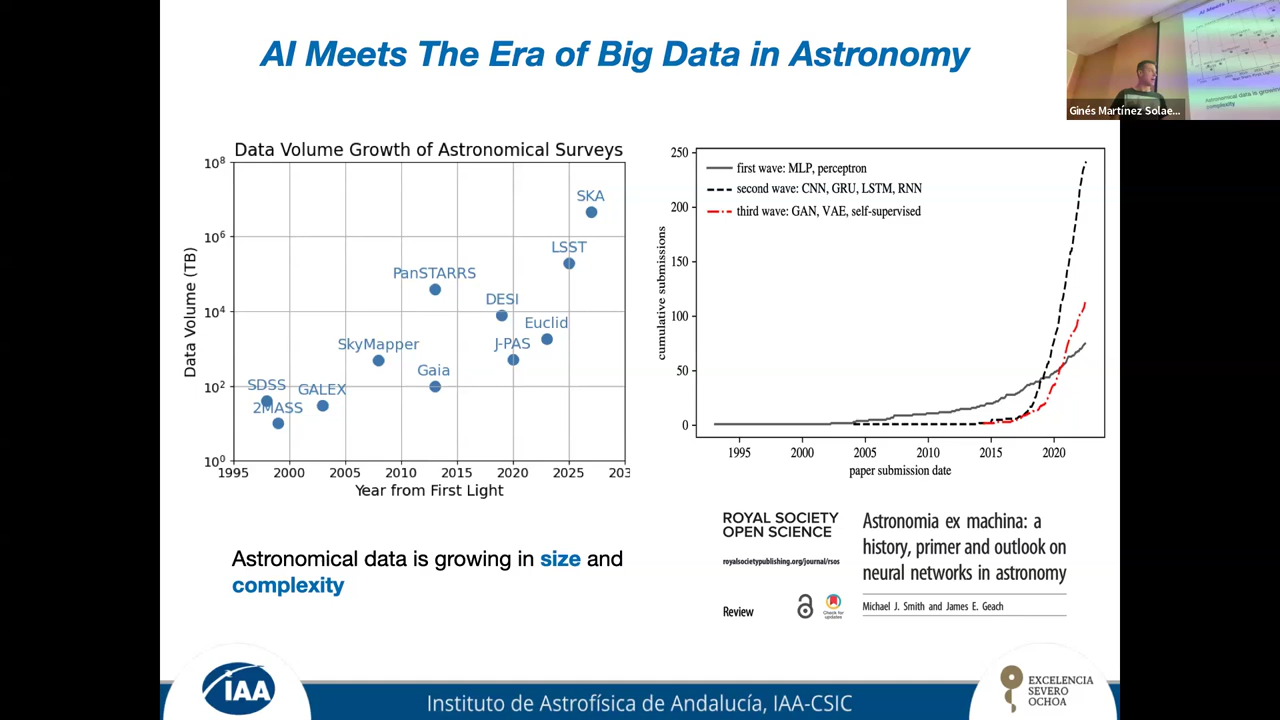 AI Meets The Era of Big Data in Astronomy
Ginés Martínez Solae...
Data Volume Growth of Astronomical Surveys
Data Volume (TB)
10^8
10^6
10^4
10^2
10^0
SKA
LSST
PanSTARRS
DESI
Euclid
SkyMapper
J-PAS
Gaia
SDSS
GALEX
2MASS
1995 2000 2005 2010 2015 2020 2025
Year from First Light
cumulative submissions
250
200
150
100
50
0
first wave: MLP, perceptron
second wave: CNN, GRU, LSTM, RNN
third wave: GAN, VAE, self-supervised
1995 2000 2005 2010 2015 2020
paper submission date
Astronomical data is growing in size and
complexity
ROYAL SOCIETY
OPEN SCIENCE
royalsocietypublishing.org/journal/rsos
Review
Check for
updates
Astronomia ex machina: a
history, primer and outlook on
neural networks in astronomy
Michael J. Smith and James E. Geach
IAA
Instituto de Astrofísica de Andalucía, IAA-CSIC
EXCELENCIA
SEVERO
OCHOA